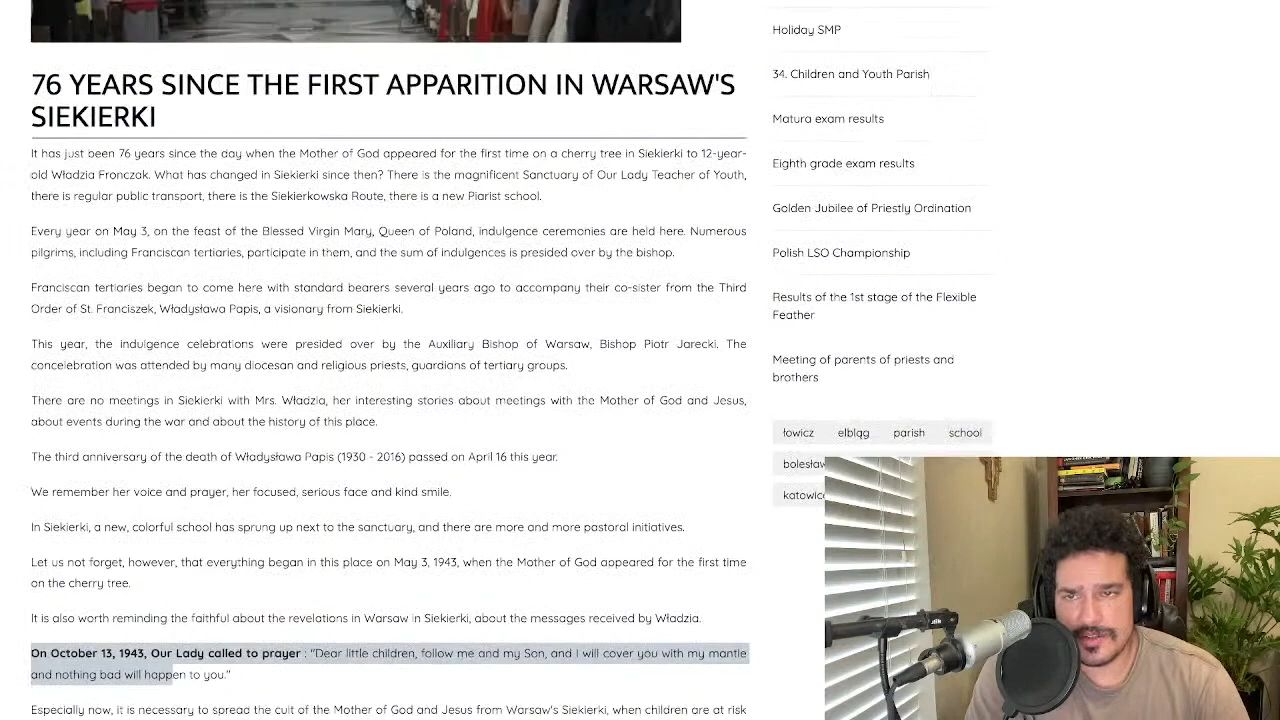 76 YEARS SINCE THE FIRST APPARITION IN WARSAW'S
SIEKIERKI
It has just been 76 years since the day when the Mother of God appeared for the first time on a cherry tree in Siekierki to 12-year-
old Władzia Fronczak. What has changed in Siekierki since then? There is the magnificent Sanctuary of Our Lady Teacher of Youth,
there is regular public transport, there is the Siekierkowska Route, there is a new Piarist school.
Every year on May 3, on the feast of the Blessed Virgin Mary, Queen of Poland, indulgence ceremonies are held here. Numerous
pilgrims, including Franciscan tertiaries, participate in them, and the sum of indulgences is presided over by the bishop.
Franciscan tertiaries began to come here with standard bearers several years ago to accompany their co-sister from the Third
Order of St. Franciszek, Władysława Papis, a visionary from Siekierki.
This year, the indulgence celebrations were presided over by the Auxiliary Bishop of Warsaw, Bishop Piotr Jarecki. The
concelebration was attended by many diocesan and religious priests, guardians of tertiary groups.
There are no meetings in Siekierki with Mrs. Władzia, her interesting stories about meetings with the Mother of God and Jesus,
about events during the war and about the history of this place.
The third anniversary of the death of Władysława Papis (1930 - 2016) passed on April 16 this year.
We remember her voice and prayer, her focused, serious face and kind smile.
In Siekierki, a new, colorful school has sprung up next to the sanctuary, and there are more and more pastoral initiatives.
Let us not forget, however, that everything began in this place on May 3, 1943, when the Mother of God appeared for the first time
on the cherry tree.
It is also worth reminding the faithful about the revelations in Warsaw in Siekierki, about the messages received by Władzia.
On October 13, 1943, Our Lady called to prayer : "Dear little children, follow me and my Son, and I will cover you with my mantle
and nothing bad will happen to you."
Especially now, it is necessary to spread the cult of the Mother of God and Jesus from Warsaw's Siekierki, when children are at risk
Holiday SMP
34. Children and Youth Parish
Matura exam results
Eighth grade exam results
Golden Jubilee of Priestly Ordination
Polish LSO Championship
Results of the 1st stage of the Flexible
Feather
Meeting of parents of priests and
brothers
łowicz elbląg parish school
bolesław
katowice